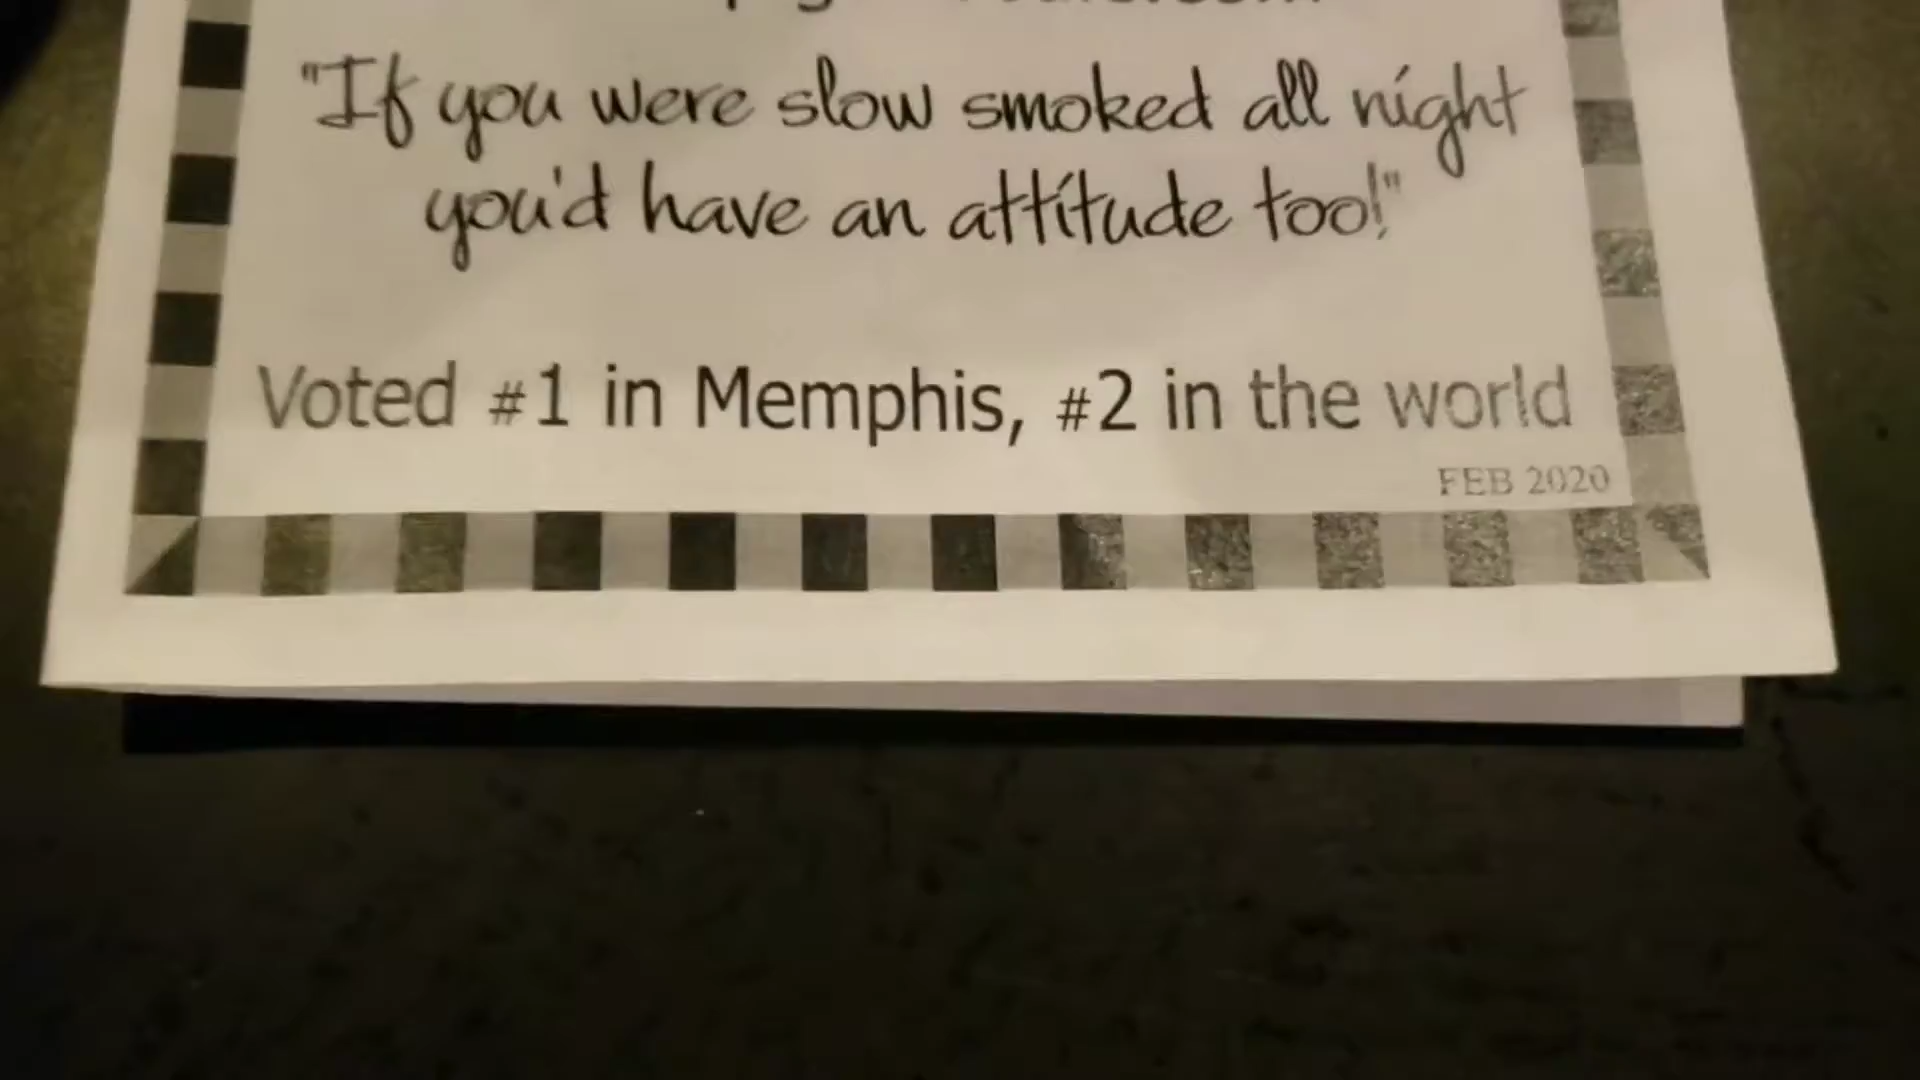 "If you were slow smoked all night
you'd have an attitude too!"
Voted #1 in Memphis, #2 in the world
FEB 2020